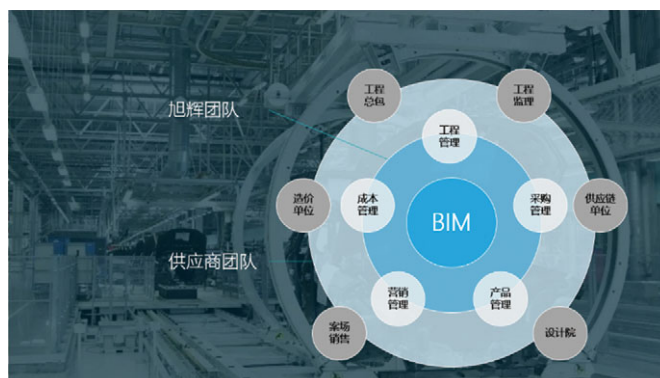 工程
总包
工程
监理
旭辉团队
工程
管理
造价
单位
成本
管理
BIM
采购
管理
供应链
单位
供应商团队
营销
管理
产品
管理
案场
销售
设计院